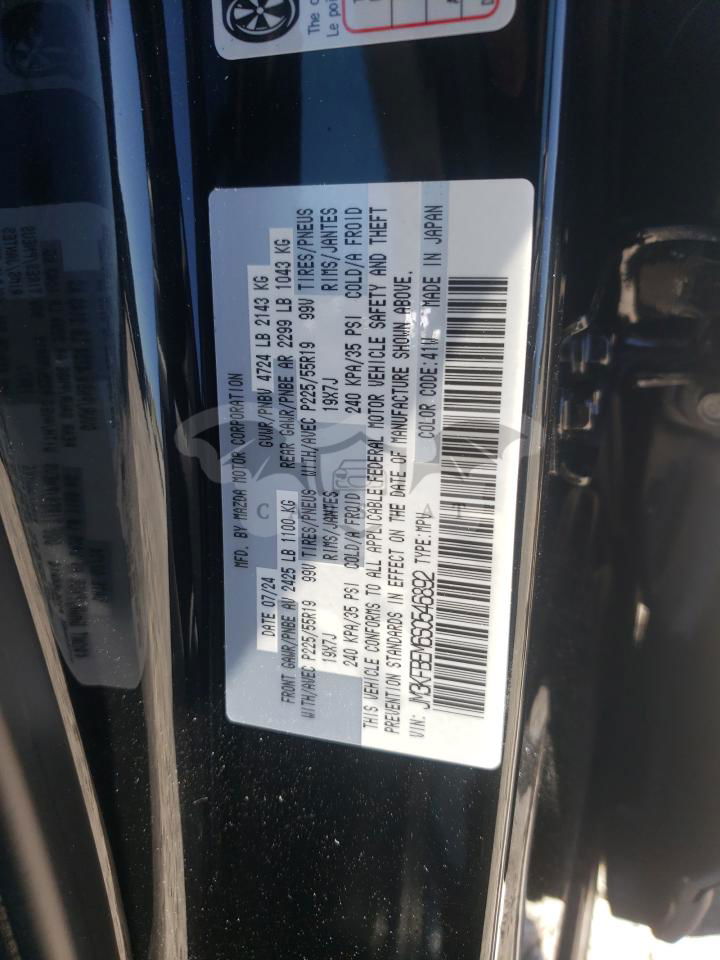 The c
Le poi
MFD. BY MAZDA MOTOR CORPORATION
DATE 07/24 GVWR/PNBV 4724 LB 2143 KG
FRONT GAWR/PNBE AV 2425 LB 1100 KG REAR GAWR/PNBE AR 2299 LB 1043 KG
WITH/AVEC P225/55R19 99V TIRES/PNEUS WITH/AVEC P225/55R19 99V TIRES/PNEUS
19X7J RIMS/JANTES 19X7J RIMS/JANTES
240 KPA/35 PSI COLD/A FROID 240 KPA/35 PSI COLD/A FROID
THIS VEHICLE CONFORMS TO ALL APPLICABLE FEDERAL MOTOR VEHICLE SAFETY AND THEFT
PREVENTION STANDARDS IN EFFECT ON THE DATE OF MANUFACTURE SHOWN ABOVE.
VIN: JM3KFBEM6S0546892 TYPE:MPV COLOR CODE:41W MADE IN JAPAN